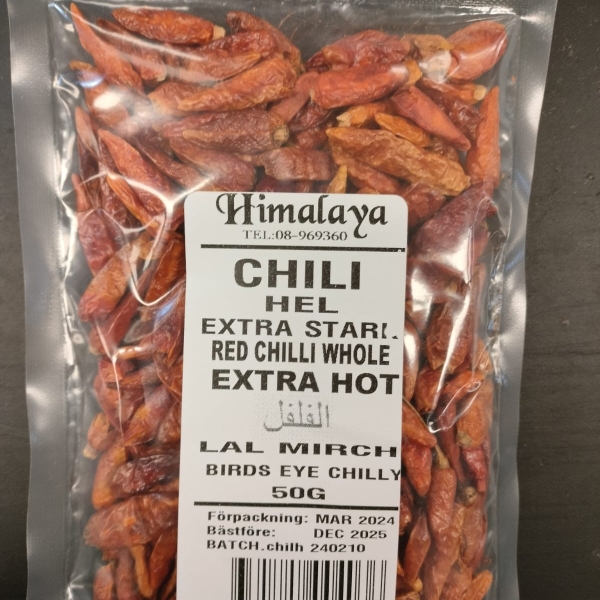 Himalaya
TEL:08-969360
CHILI
HEL
EXTRA STARK
RED CHILLI WHOLE
EXTRA HOT
الفلفل
LAL MIRCH
BIRDS EYE CHILLY
50G
Förpackning: MAR 2024
Bästföre: DEC 2025
BATCH.chilh 240210